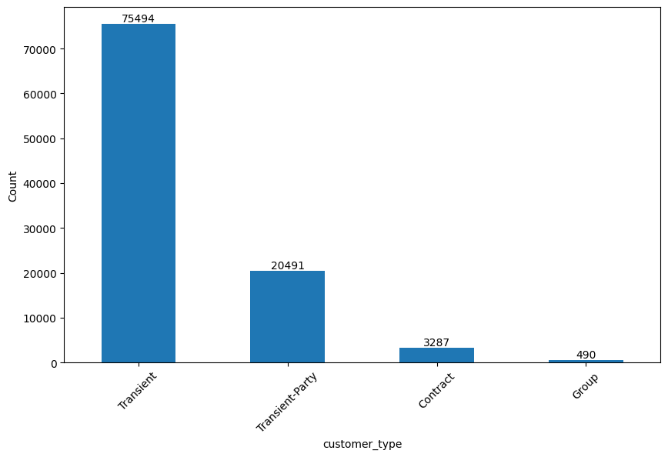 75494
70000
60000
50000
Count
40000
30000
20491
20000
10000
3287
490
0
Transient
Transient-Party
Contract
Group
customer_type